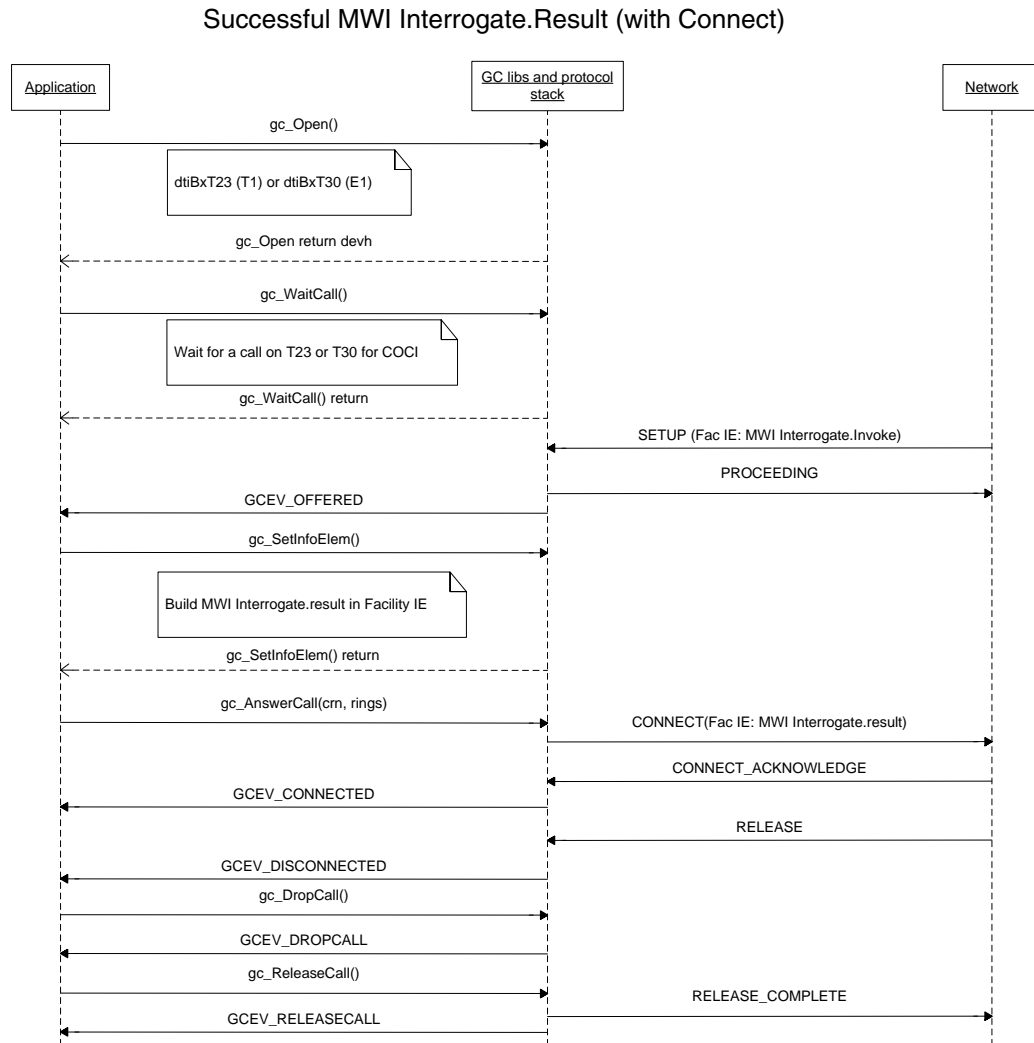 Successful MWI Interrogate.Result (with Connect)
Application
GC libs and protocol
stack
Network
gc_Open()
dtiBxT23 (T1) or dtiBxT30 (E1)
gc_Open return devh
gc_WaitCall()
Wait for a call on T23 or T30 for COCI
gc_WaitCall() return
SETUP (Fac IE: MWI Interrogate.Invoke)
PROCEEDING
GCEV_OFFERED
gc_SetInfoElem()
Build MWI Interrogate.result in Facility IE
gc_SetInfoElem() return
gc_AnswerCall(crn, rings)
CONNECT(Fac IE: MWI Interrogate.result)
CONNECT_ACKNOWLEDGE
GCEV_CONNECTED
RELEASE
GCEV_DISCONNECTED
gc_DropCall()
GCEV_DROPCALL
gc_ReleaseCall()
RELEASE_COMPLETE
GCEV_RELEASECALL